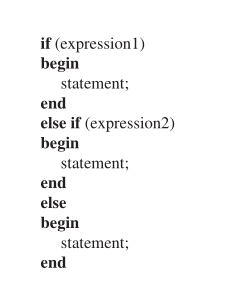 if (expression1)
begin
statement;
end
else if (expression2)
begin
statement;
end
else
begin
statement;
end